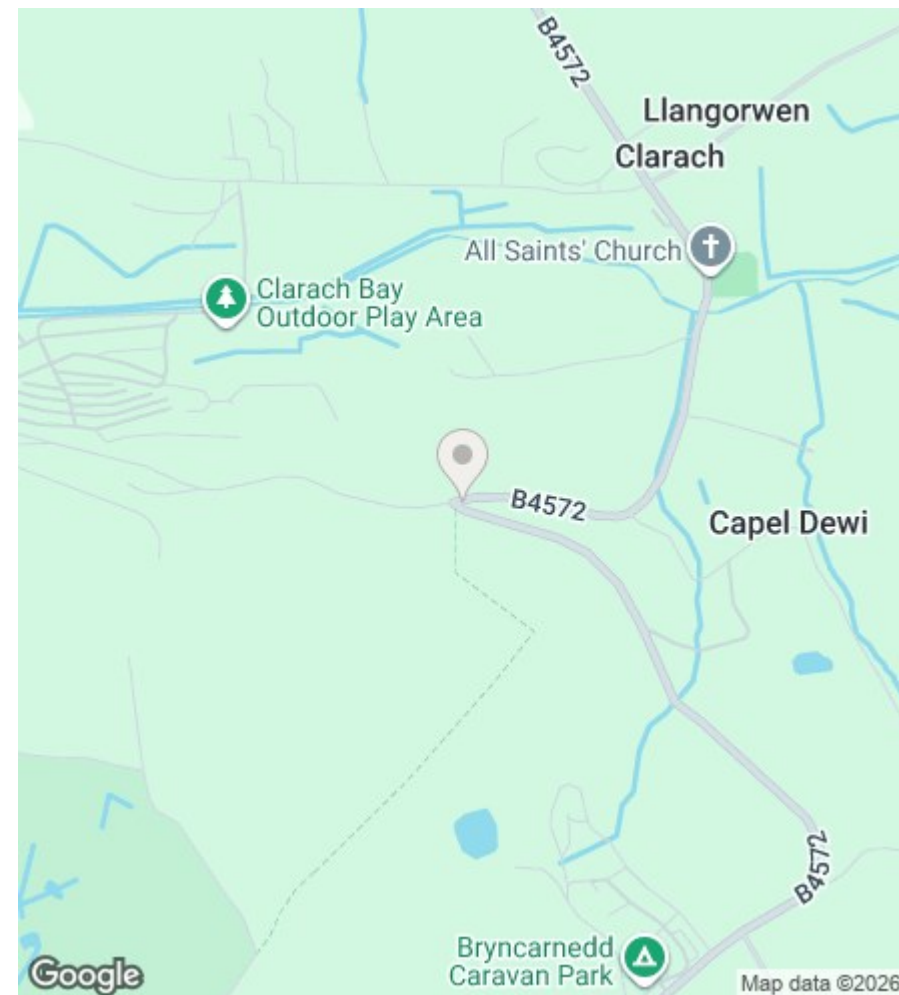 B4572
Llangorwen
Clarach
All Saints' Church
Clarach Bay
Outdoor Play Area
B4572
Capel Dewi
B4572
Bryncarnedd
Caravan Park
Google
Map data ©2026